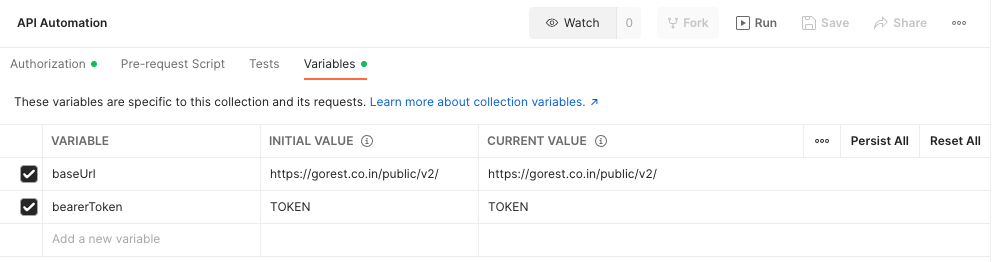 API Automation Watch 0 Fork Run Save Share
Authorization Pre-request Script Tests Variables
These variables are specific to this collection and its requests. Learn more about collection variables. ↗
VARIABLE INITIAL VALUE CURRENT VALUE Persist All Reset All
baseUrl https://gorest.co.in/public/v2/ https://gorest.co.in/public/v2/
bearerToken TOKEN TOKEN
Add a new variable